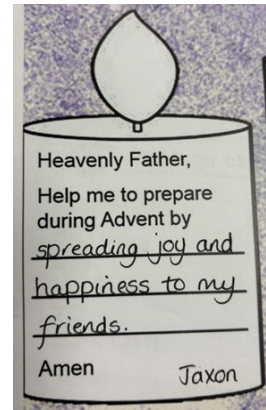 Heavenly Father,
Help me to prepare
during Advent by
spreading joy and
happiness to my
friends.
Amen
Jaxon